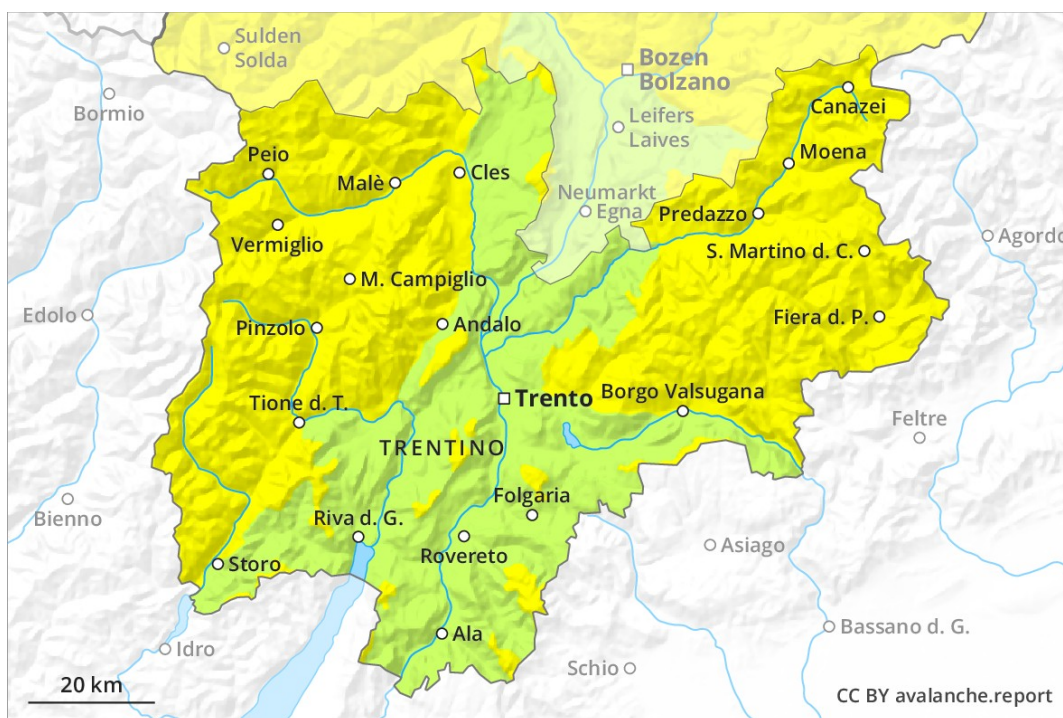 Sulden
Solda
Bozen
Bolzano
Bormio
Canazei
Leifers
Laives
Peio
Moena
Malè
Cles
Neumarkt
Egna
Predazzo
Vermiglio
Agordo
S. Martino d. C.
M. Campiglio
Edolo
Pinzolo
Andalo
Fiera d. P.
Trento
Borgo Valsugana
Tione d. T.
Feltre
TRENTINO
Bienno
Folgaria
Riva d. G.
Rovereto
Asiago
Storo
Ala
Bassano d. G.
Idro
Schio
20 km
CC BY avalanche.report